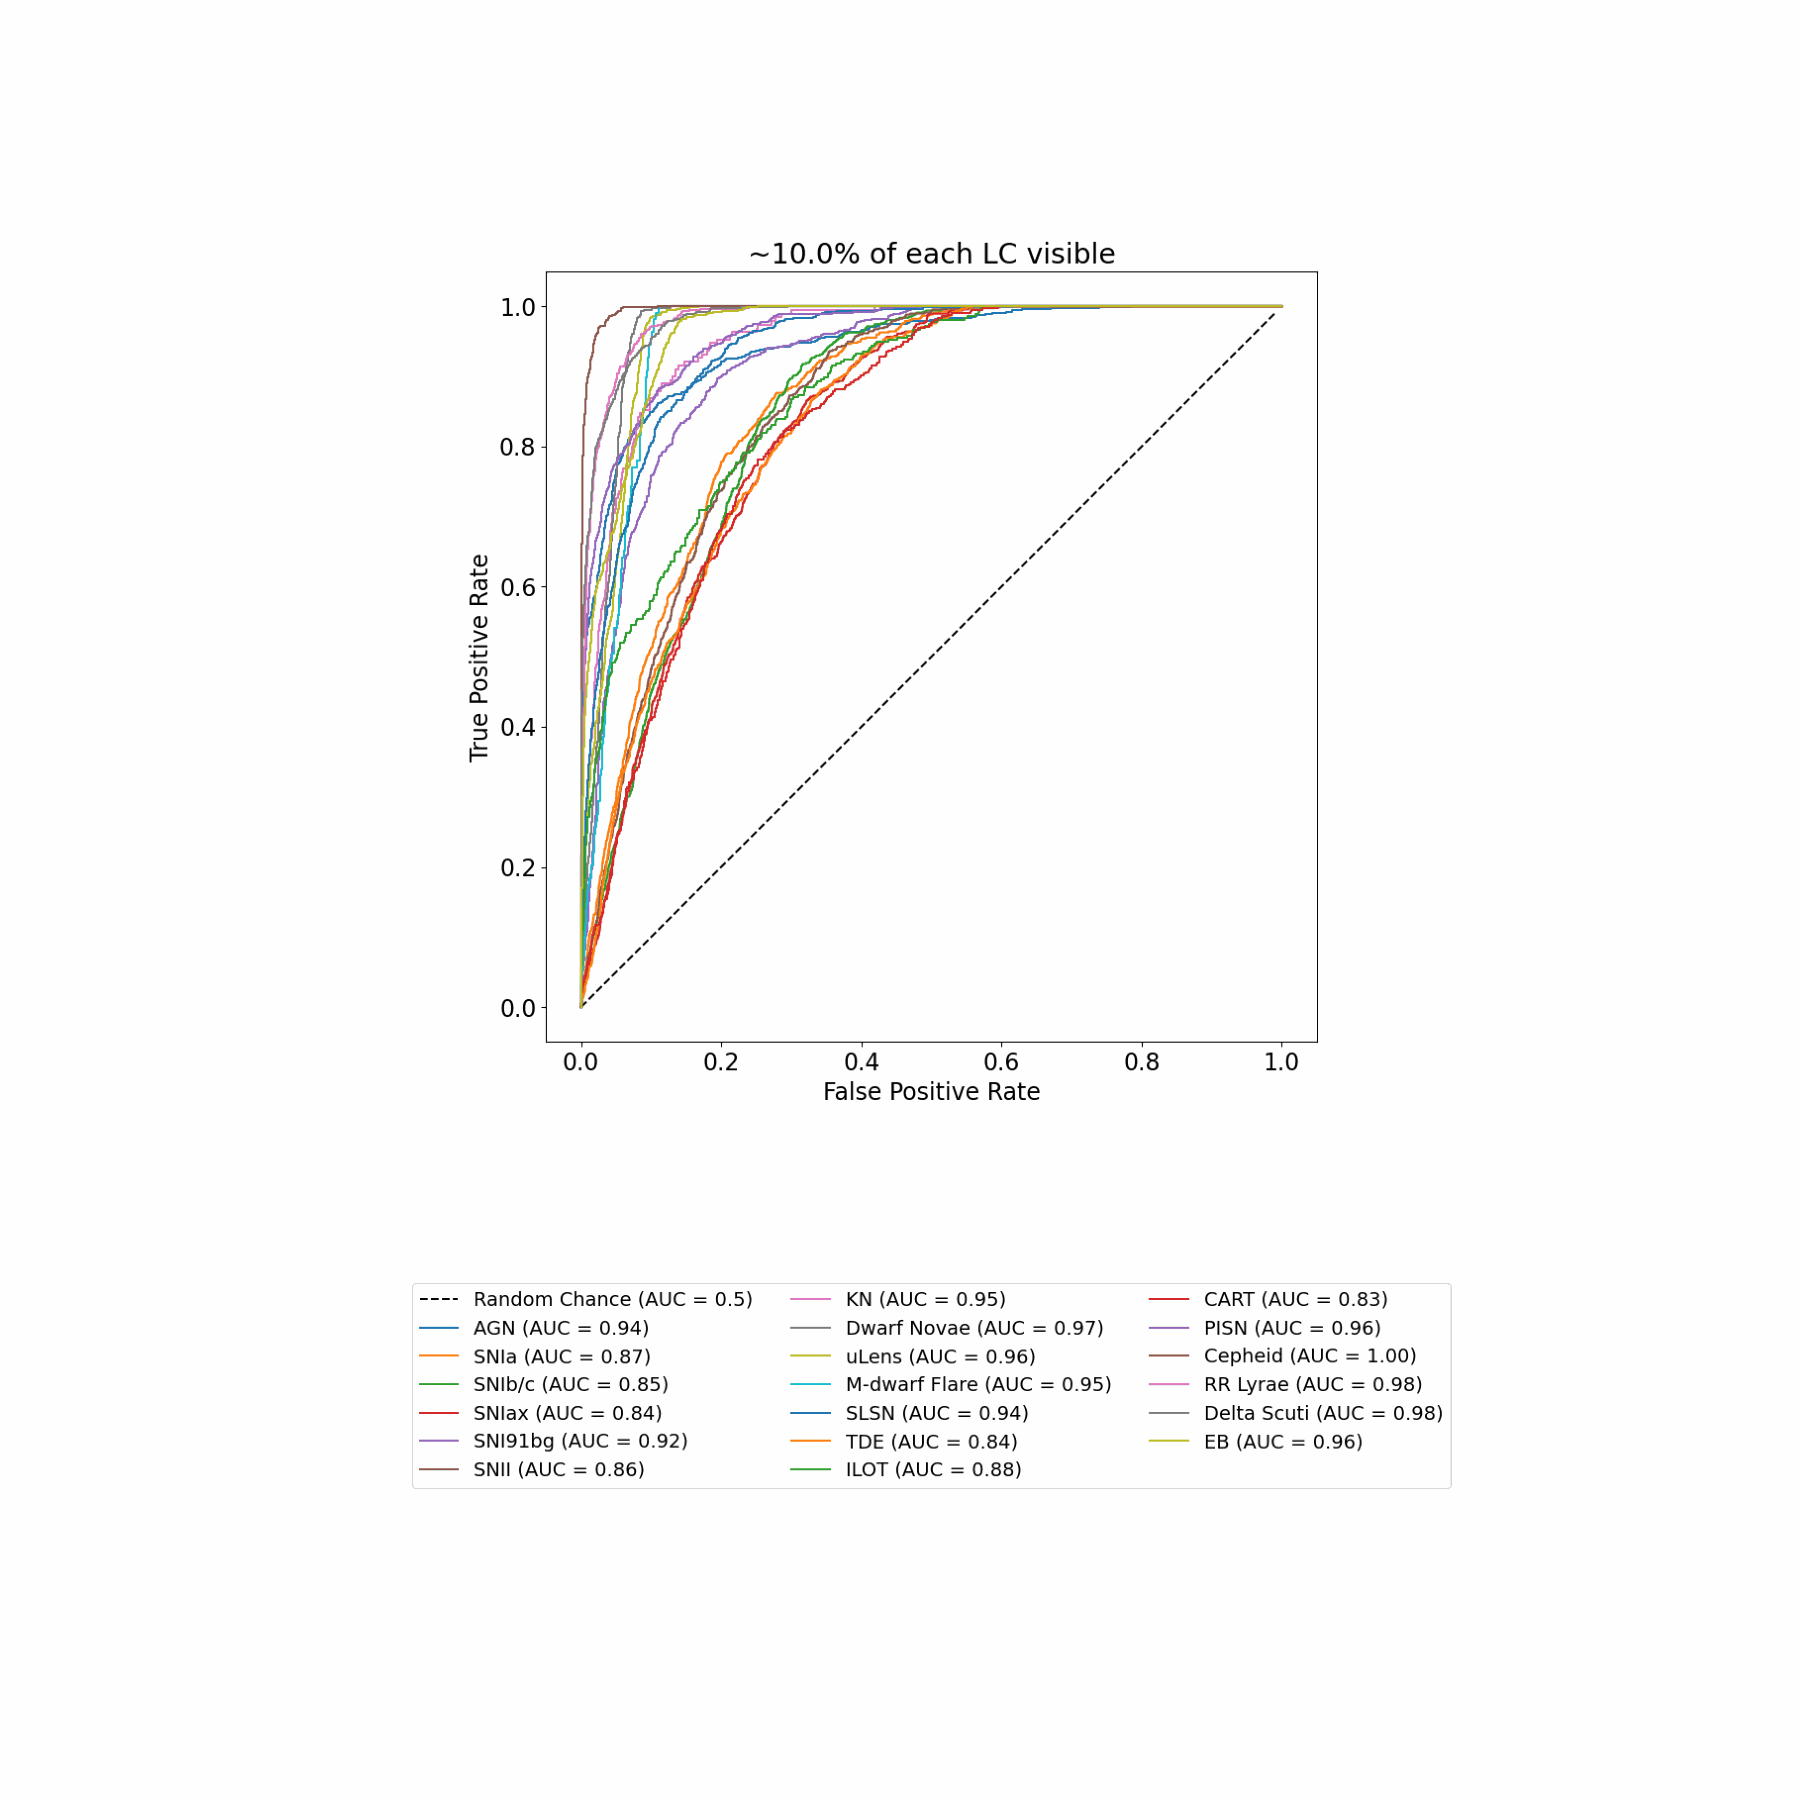 ~10.0% of each LC visible
1.0
0.8
0.6
0.4
0.2
0.0
True Positive Rate
0.0 0.2 0.4 0.6 0.8 1.0
False Positive Rate
Random Chance (AUC = 0.5)
AGN (AUC = 0.94)
SNIa (AUC = 0.87)
SNIb/c (AUC = 0.85)
SNIax (AUC = 0.84)
SNI91bg (AUC = 0.92)
SNII (AUC = 0.86)
KN (AUC = 0.95)
Dwarf Novae (AUC = 0.97)
uLens (AUC = 0.96)
M-dwarf Flare (AUC = 0.95)
SLSN (AUC = 0.94)
TDE (AUC = 0.84)
ILOT (AUC = 0.88)
CART (AUC = 0.83)
PISN (AUC = 0.96)
Cepheid (AUC = 1.00)
RR Lyrae (AUC = 0.98)
Delta Scuti (AUC = 0.98)
EB (AUC = 0.96)